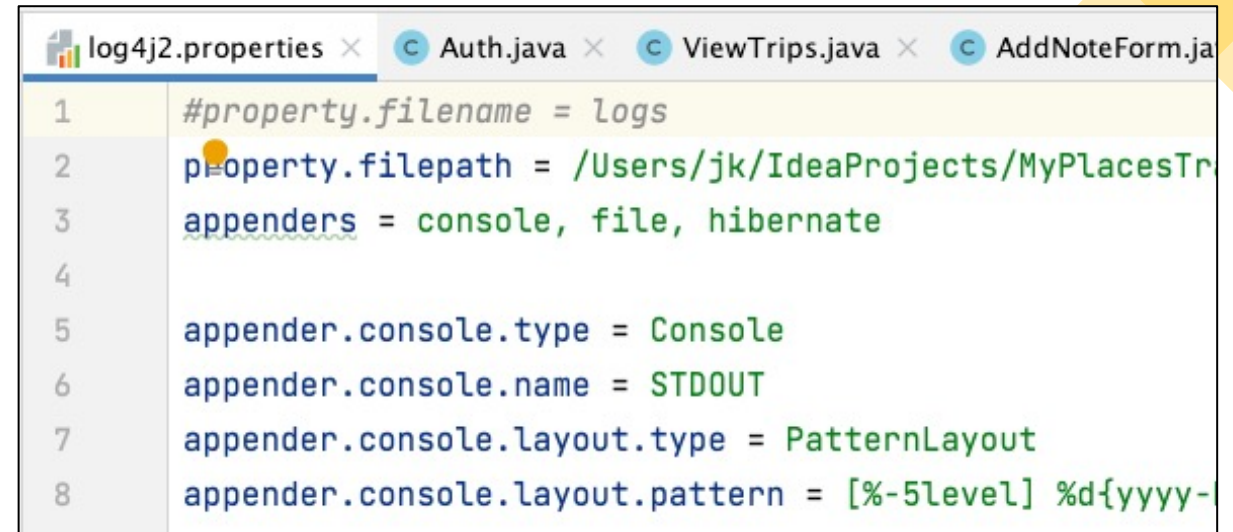 log4j2.properties × C Auth.java × C ViewTrips.java × C AddNoteForm.ja
1 #property.filename = logs
2 property.filepath = /Users/jk/IdeaProjects/MyPlacesTr
3 appenders = console, file, hibernate
4
5 appender.console.type = Console
6 appender.console.name = STDOUT
7 appender.console.layout.type = PatternLayout
8 appender.console.layout.pattern = [%-5level] %d{yyyy-